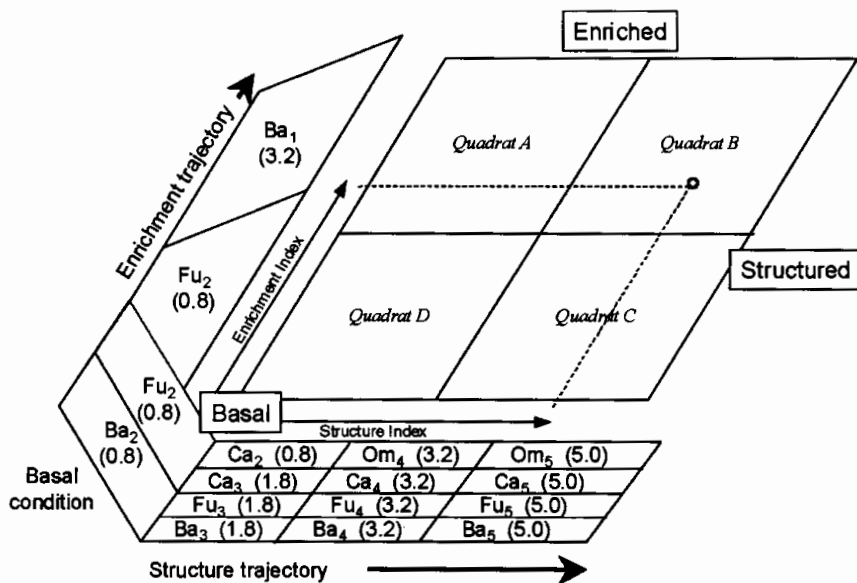 Enriched
Enrichment trajectory
Ba1
(3.2)
Quadrat A
Quadrat B
Enrichment Index
Structured
Fu2
(0.8)
Quadrat D
Quadrat C
Fu2
(0.8)
Basal
Structure Index
Ba2
(0.8)
Basal
condition
Ca2 (0.8) Om4 (3.2) Om5 (5.0)
Ca3 (1.8) Ca4 (3.2) Ca5 (5.0)
Fu3 (1.8) Fu4 (3.2) Fu5 (5.0)
Ba3 (1.8) Ba4 (3.2) Ba5 (5.0)
Structure trajectory